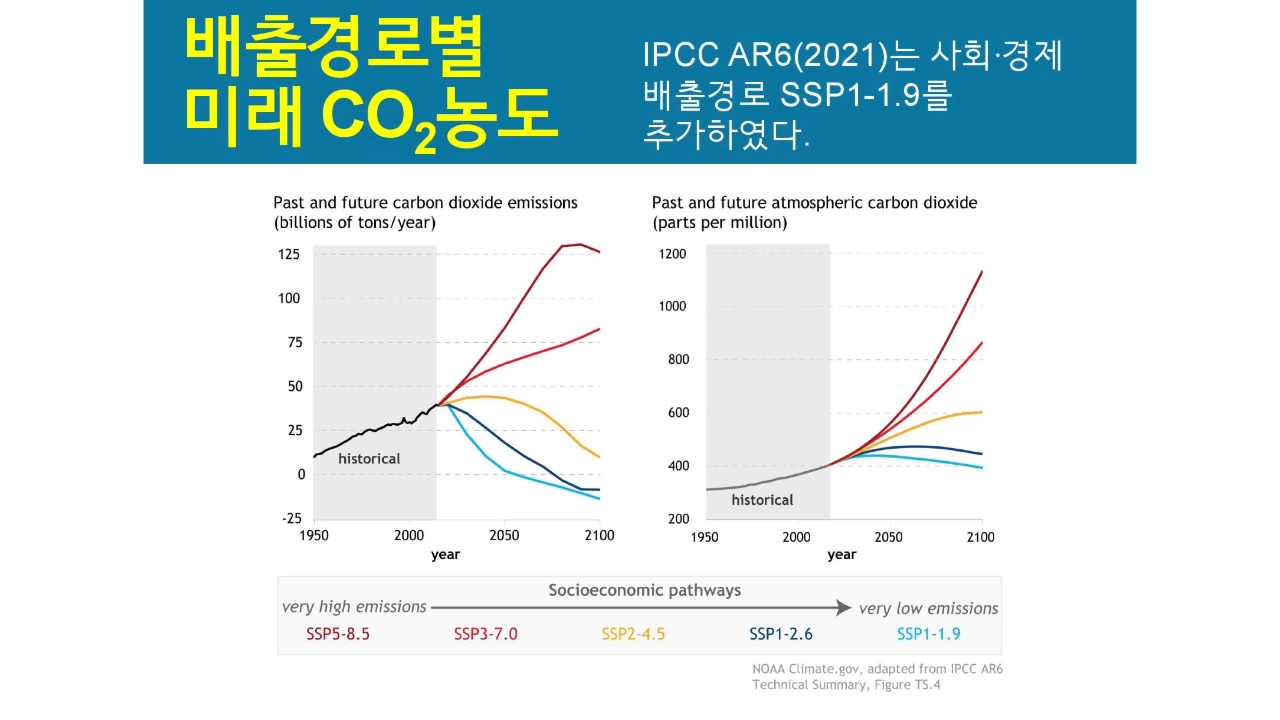 배출경로별
미래 CO₂농도
IPCC AR6(2021)는 사회·경제
배출경로 SSP1-1.9를
추가하였다.
Past and future carbon dioxide emissions
(billions of tons/year)
125
100
75
50
25
0
-25
historical
1950 2000 2050 2100
year
Past and future atmospheric carbon dioxide
(parts per million)
1200
1000
800
600
400
200
historical
1950 2000 2050 2100
year
Socioeconomic pathways
very high emissions very low emissions
SSP5-8.5 SSP3-7.0 SSP2-4.5 SSP1-2.6 SSP1-1.9
NOAA Climate.gov, adapted from IPCC AR6
Technical Summary, Figure TS.4